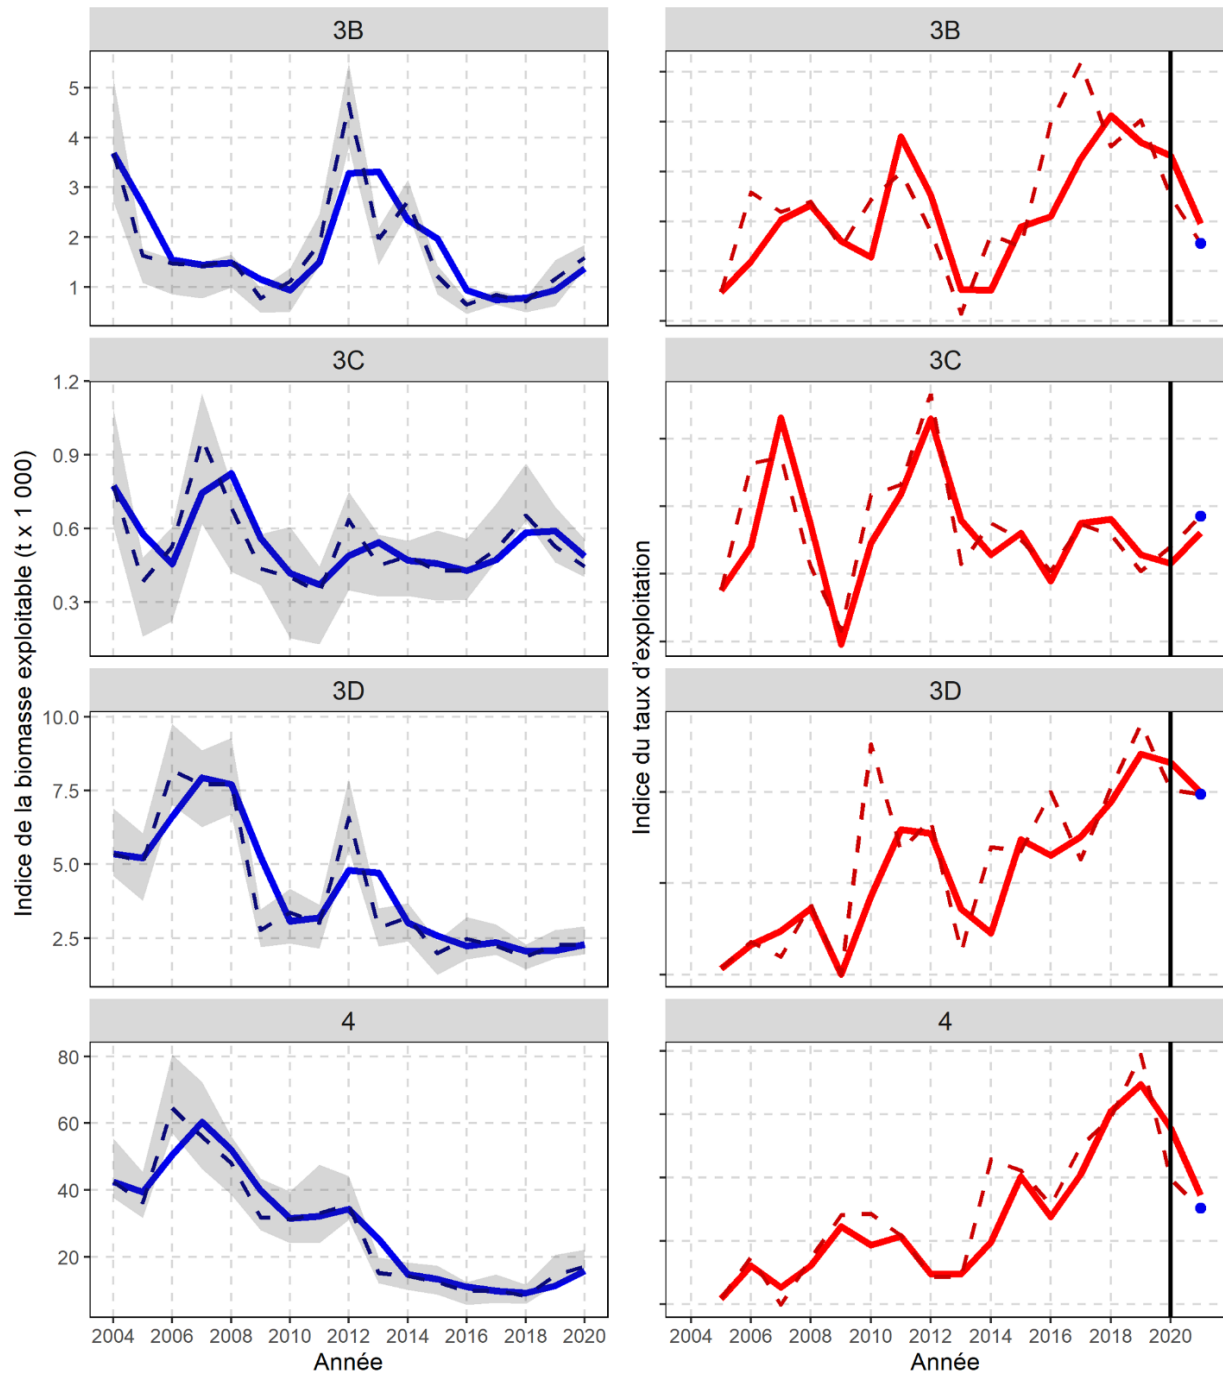 3B
5
4
3
2
1
3C
1.2
0.9
0.6
0.3
3D
10.0
7.5
5.0
2.5
4
80
60
40
20
2004 2006 2008 2010 2012 2014 2016 2018 2020
Année
Indice de la biomasse exploitable (t x 1 000)
3B
3C
3D
4
2004 2006 2008 2010 2012 2014 2016 2018 2020
Année
Indice du taux d'exploitation